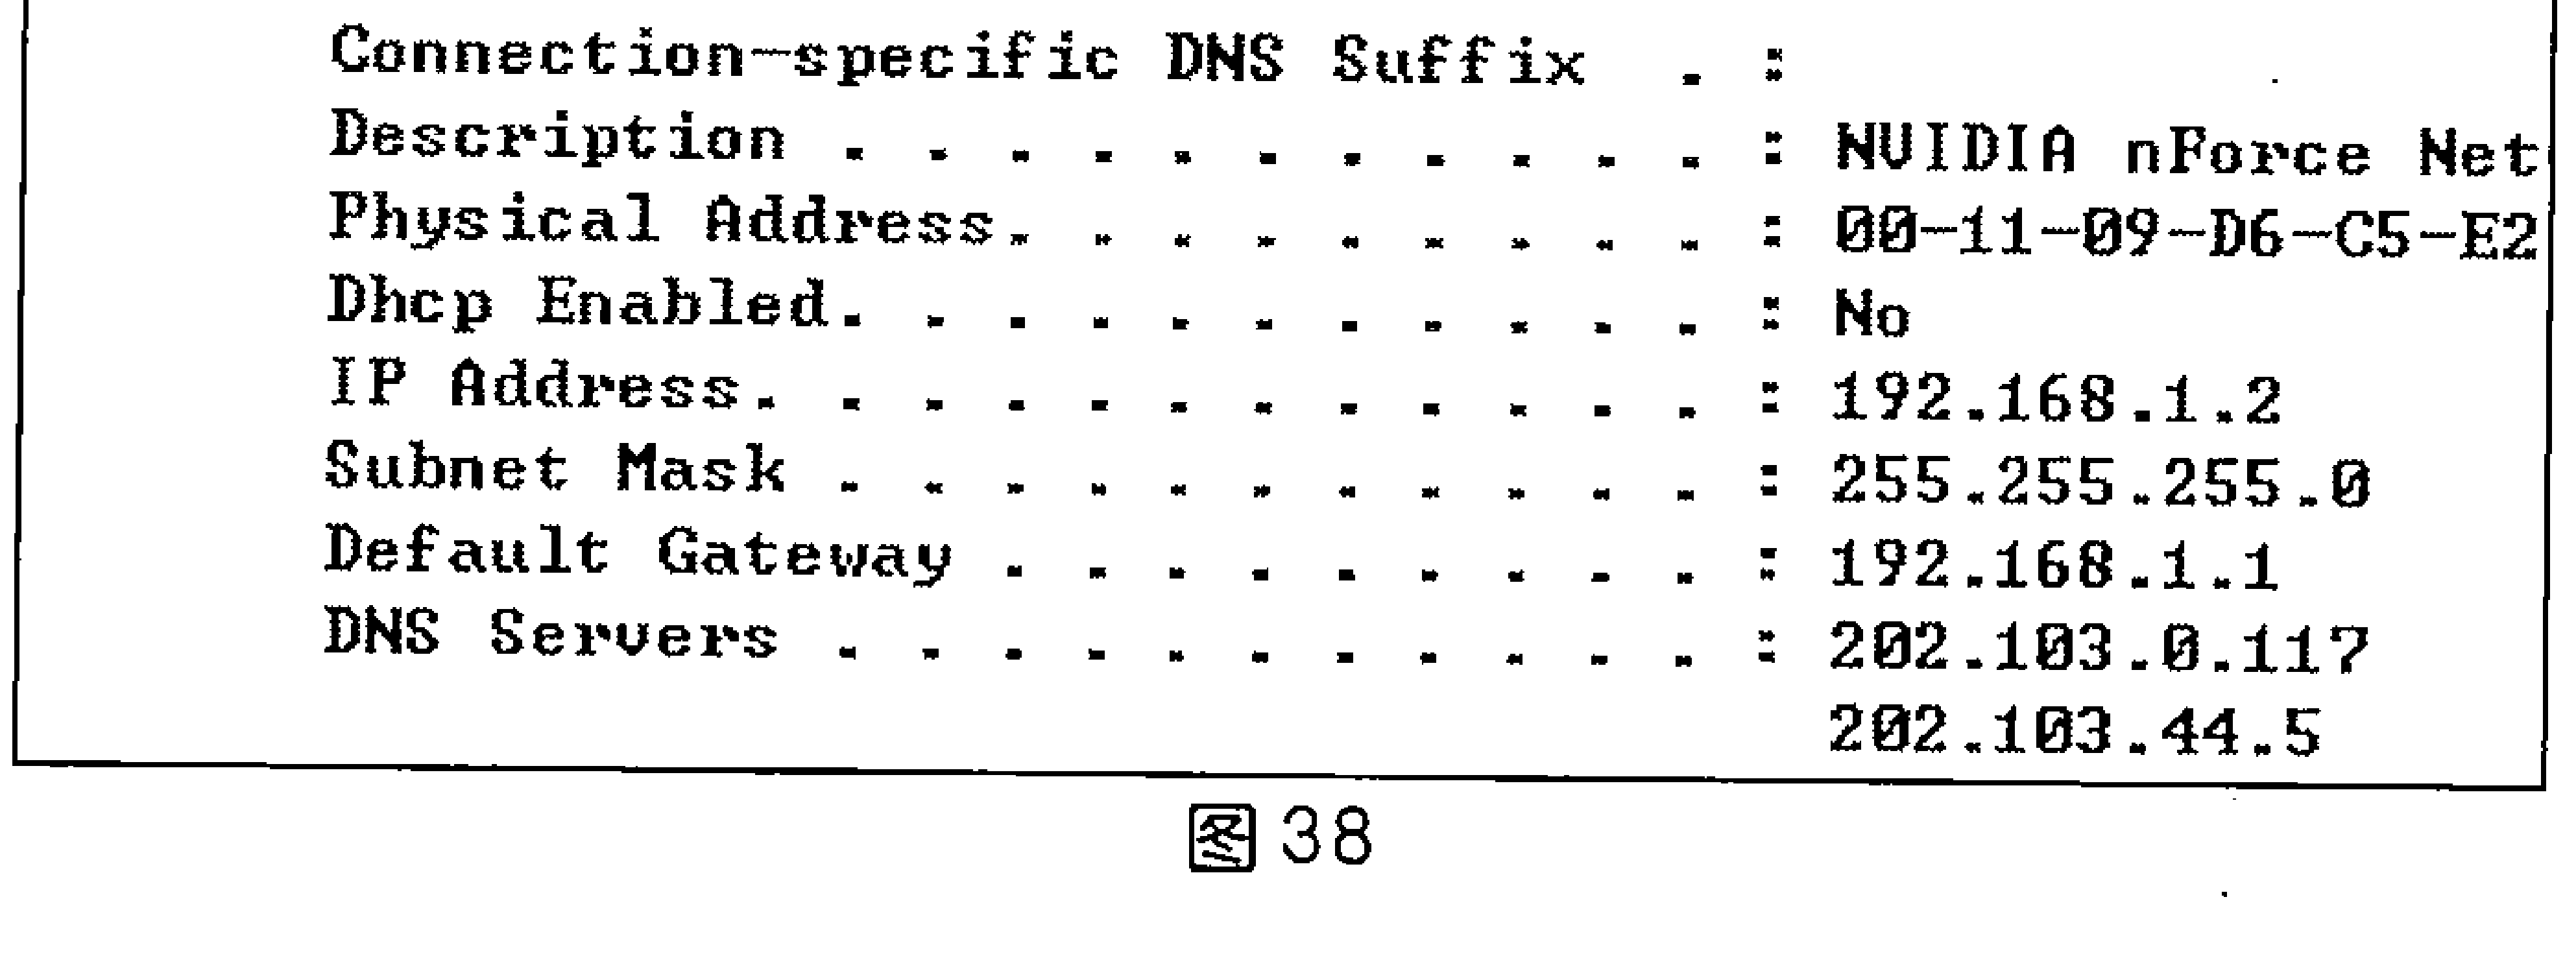 Connection-specific DNS Suffix  . :
Description . . . . . . . . . . . : NVIDIA nForce Net
Physical Address. . . . . . . . . : 00-11-09-D6-C5-E2
Dhcp Enabled. . . . . . . . . . . : No
IP Address. . . . . . . . . . . . : 192.168.1.2
Subnet Mask . . . . . . . . . . . : 255.255.255.0
Default Gateway . . . . . . . . . : 192.168.1.1
DNS Servers . . . . . . . . . . . : 202.103.0.117
202.103.44.5
图38